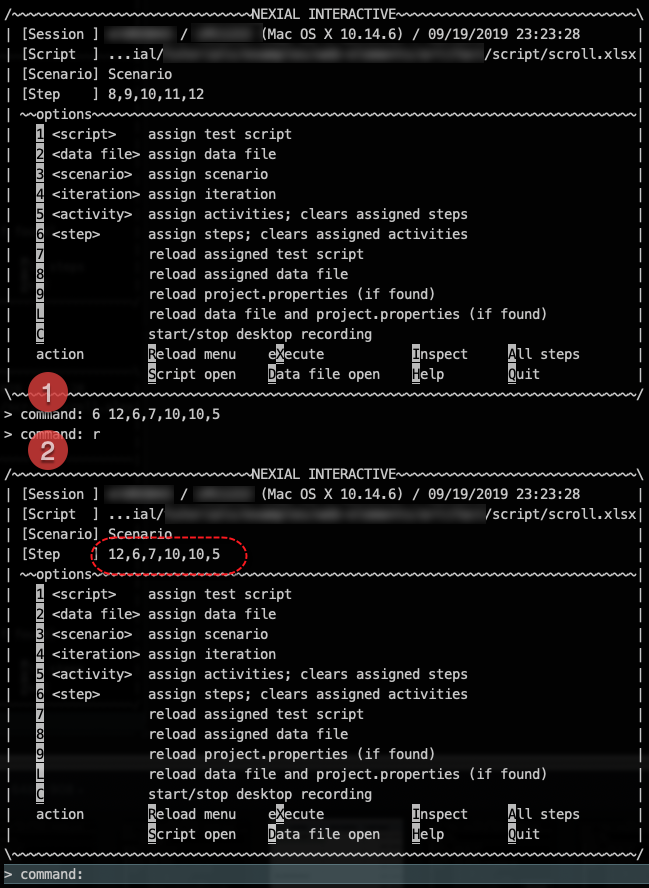 /~~~~~~~~~~~~~~~~~~~~~~~~~~~~~~NEXIAL INTERACTIVE~~~~~~~~~~~~~~~~~~~~~~~~~~~~~~\
| [Session ] / (Mac OS X 10.14.6) / 09/19/2019 23:23:28 |
| [Script  ] ...ial/ /script/scroll.xlsx|
| [Scenario] Scenario |
| [Step    ] 8,9,10,11,12 |
| ~~options~~~~~~~~~~~~~~~~~~~~~~~~~~~~~~~~~~~~~~~~~~~~~~~~~~~~~~~~~~~~~~~~~~~~|
| 1 <script>    assign test script |
| 2 <data file> assign data file |
| 3 <scenario>  assign scenario |
| 4 <iteration> assign iteration |
| 5 <activity>  assign activities; clears assigned steps |
| 6 <step>      assign steps; clears assigned activities |
| 7             reload assigned test script |
| 8             reload assigned data file |
| 9             reload project.properties (if found) |
| L             reload data file and project.properties (if found) |
| C             start/stop desktop recording |
| action        Reload menu    eXecute           Inspect     All steps |
|               Script open    Data file open    Help        Quit |
\~~~~~~~~~~~~~~~~~~~~~~~~~~~~~~~~~~~~~~~~~~~~~~~~~~~~~~~~~~~~~~~~~~~~~~~~~~~~~~/
1
> command: 6 12,6,7,10,10,5
> command: r
2
/~~~~~~~~~~~~~~~~~~~~~~~~~~~~~~NEXIAL INTERACTIVE~~~~~~~~~~~~~~~~~~~~~~~~~~~~~~\
| [Session ] / (Mac OS X 10.14.6) / 09/19/2019 23:23:28 |
| [Script  ] ...ial/ /script/scroll.xlsx|
| [Scenario] Scenario |
| [Step    ] 12,6,7,10,10,5 |
| ~~options~~~~~~~~~~~~~~~~~~~~~~~~~~~~~~~~~~~~~~~~~~~~~~~~~~~~~~~~~~~~~~~~~~~~|
| 1 <script>    assign test script |
| 2 <data file> assign data file |
| 3 <scenario>  assign scenario |
| 4 <iteration> assign iteration |
| 5 <activity>  assign activities; clears assigned steps |
| 6 <step>      assign steps; clears assigned activities |
| 7             reload assigned test script |
| 8             reload assigned data file |
| 9             reload project.properties (if found) |
| L             reload data file and project.properties (if found) |
| C             start/stop desktop recording |
| action        Reload menu    eXecute           Inspect     All steps |
|               Script open    Data file open    Help        Quit |
\~~~~~~~~~~~~~~~~~~~~~~~~~~~~~~~~~~~~~~~~~~~~~~~~~~~~~~~~~~~~~~~~~~~~~~~~~~~~~~/
> command: